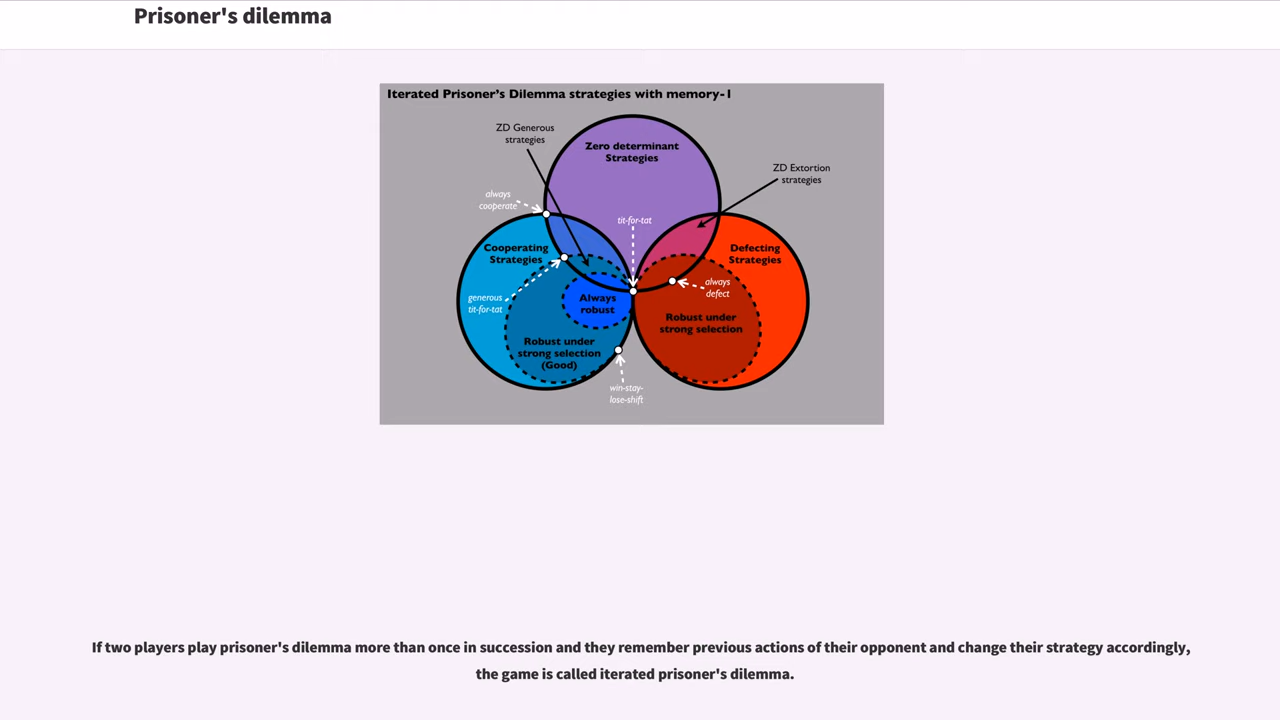 Prisoner's dilemma
Iterated Prisoner's Dilemma strategies with memory-1
ZD Generous
strategies
Zero determinant
Strategies
ZD Extortion
strategies
always
cooperate
tit-for-tat
Cooperating
Strategies
Defecting
Strategies
generous
tit-for-tat
Always
robust
always
defect
Robust under
strong selection
Robust under
strong selection
(Good)
win-stay-
lose-shift
If two players play prisoner's dilemma more than once in succession and they remember previous actions of their opponent and change their strategy accordingly,
the game is called iterated prisoner's dilemma.